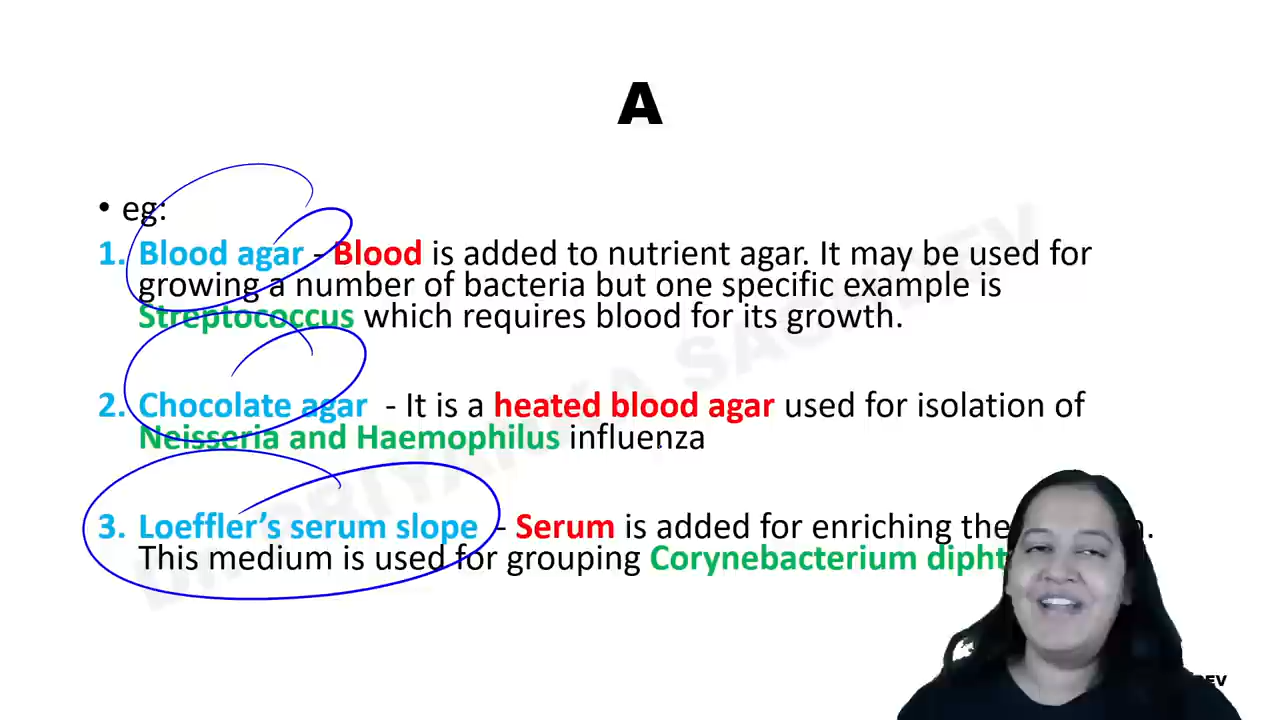 A
• eg:
1. Blood agar - Blood is added to nutrient agar. It may be used for
growing a number of bacteria but one specific example is
Streptococcus which requires blood for its growth.
2. Chocolate agar - It is a heated blood agar used for isolation of
Neisseria and Haemophilus influenza
3. Loeffler's serum slope - Serum is added for enriching the
This medium is used for grouping Corynebacterium
PRIYANKA SACHDEV